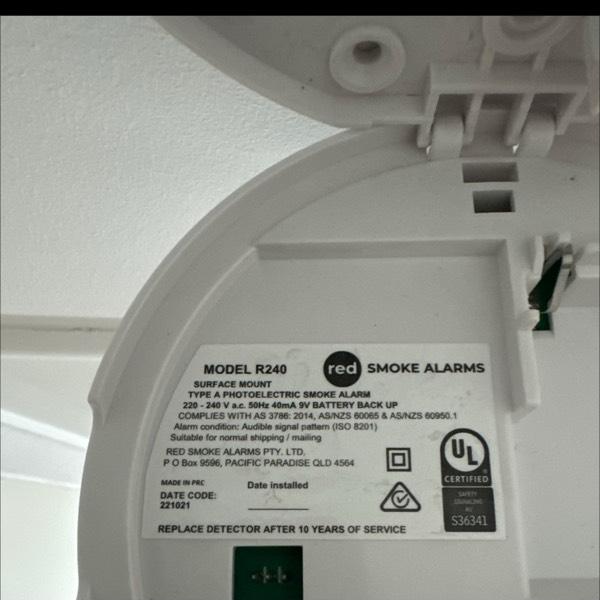 MODEL R240
red SMOKE ALARMS
SURFACE MOUNT
TYPE A PHOTOELECTRIC SMOKE ALARM
220 - 240 V a.c. 50Hz 40mA 9V BATTERY BACK UP
COMPLIES WITH AS 3786: 2014, AS/NZS 60065 & AS/NZS 60950.1
Alarm condition: Audible signal pattern (ISO 8201)
Suitable for normal shipping / mailing
RED SMOKE ALARMS PTY. LTD.
P O Box 9596, PACIFIC PARADISE QLD 4564
MADE IN PRC
DATE CODE:
221021
Date installed
UL
®
CERTIFIED
SAFETY
SIGNALING
AU
S36341
REPLACE DETECTOR AFTER 10 YEARS OF SERVICE